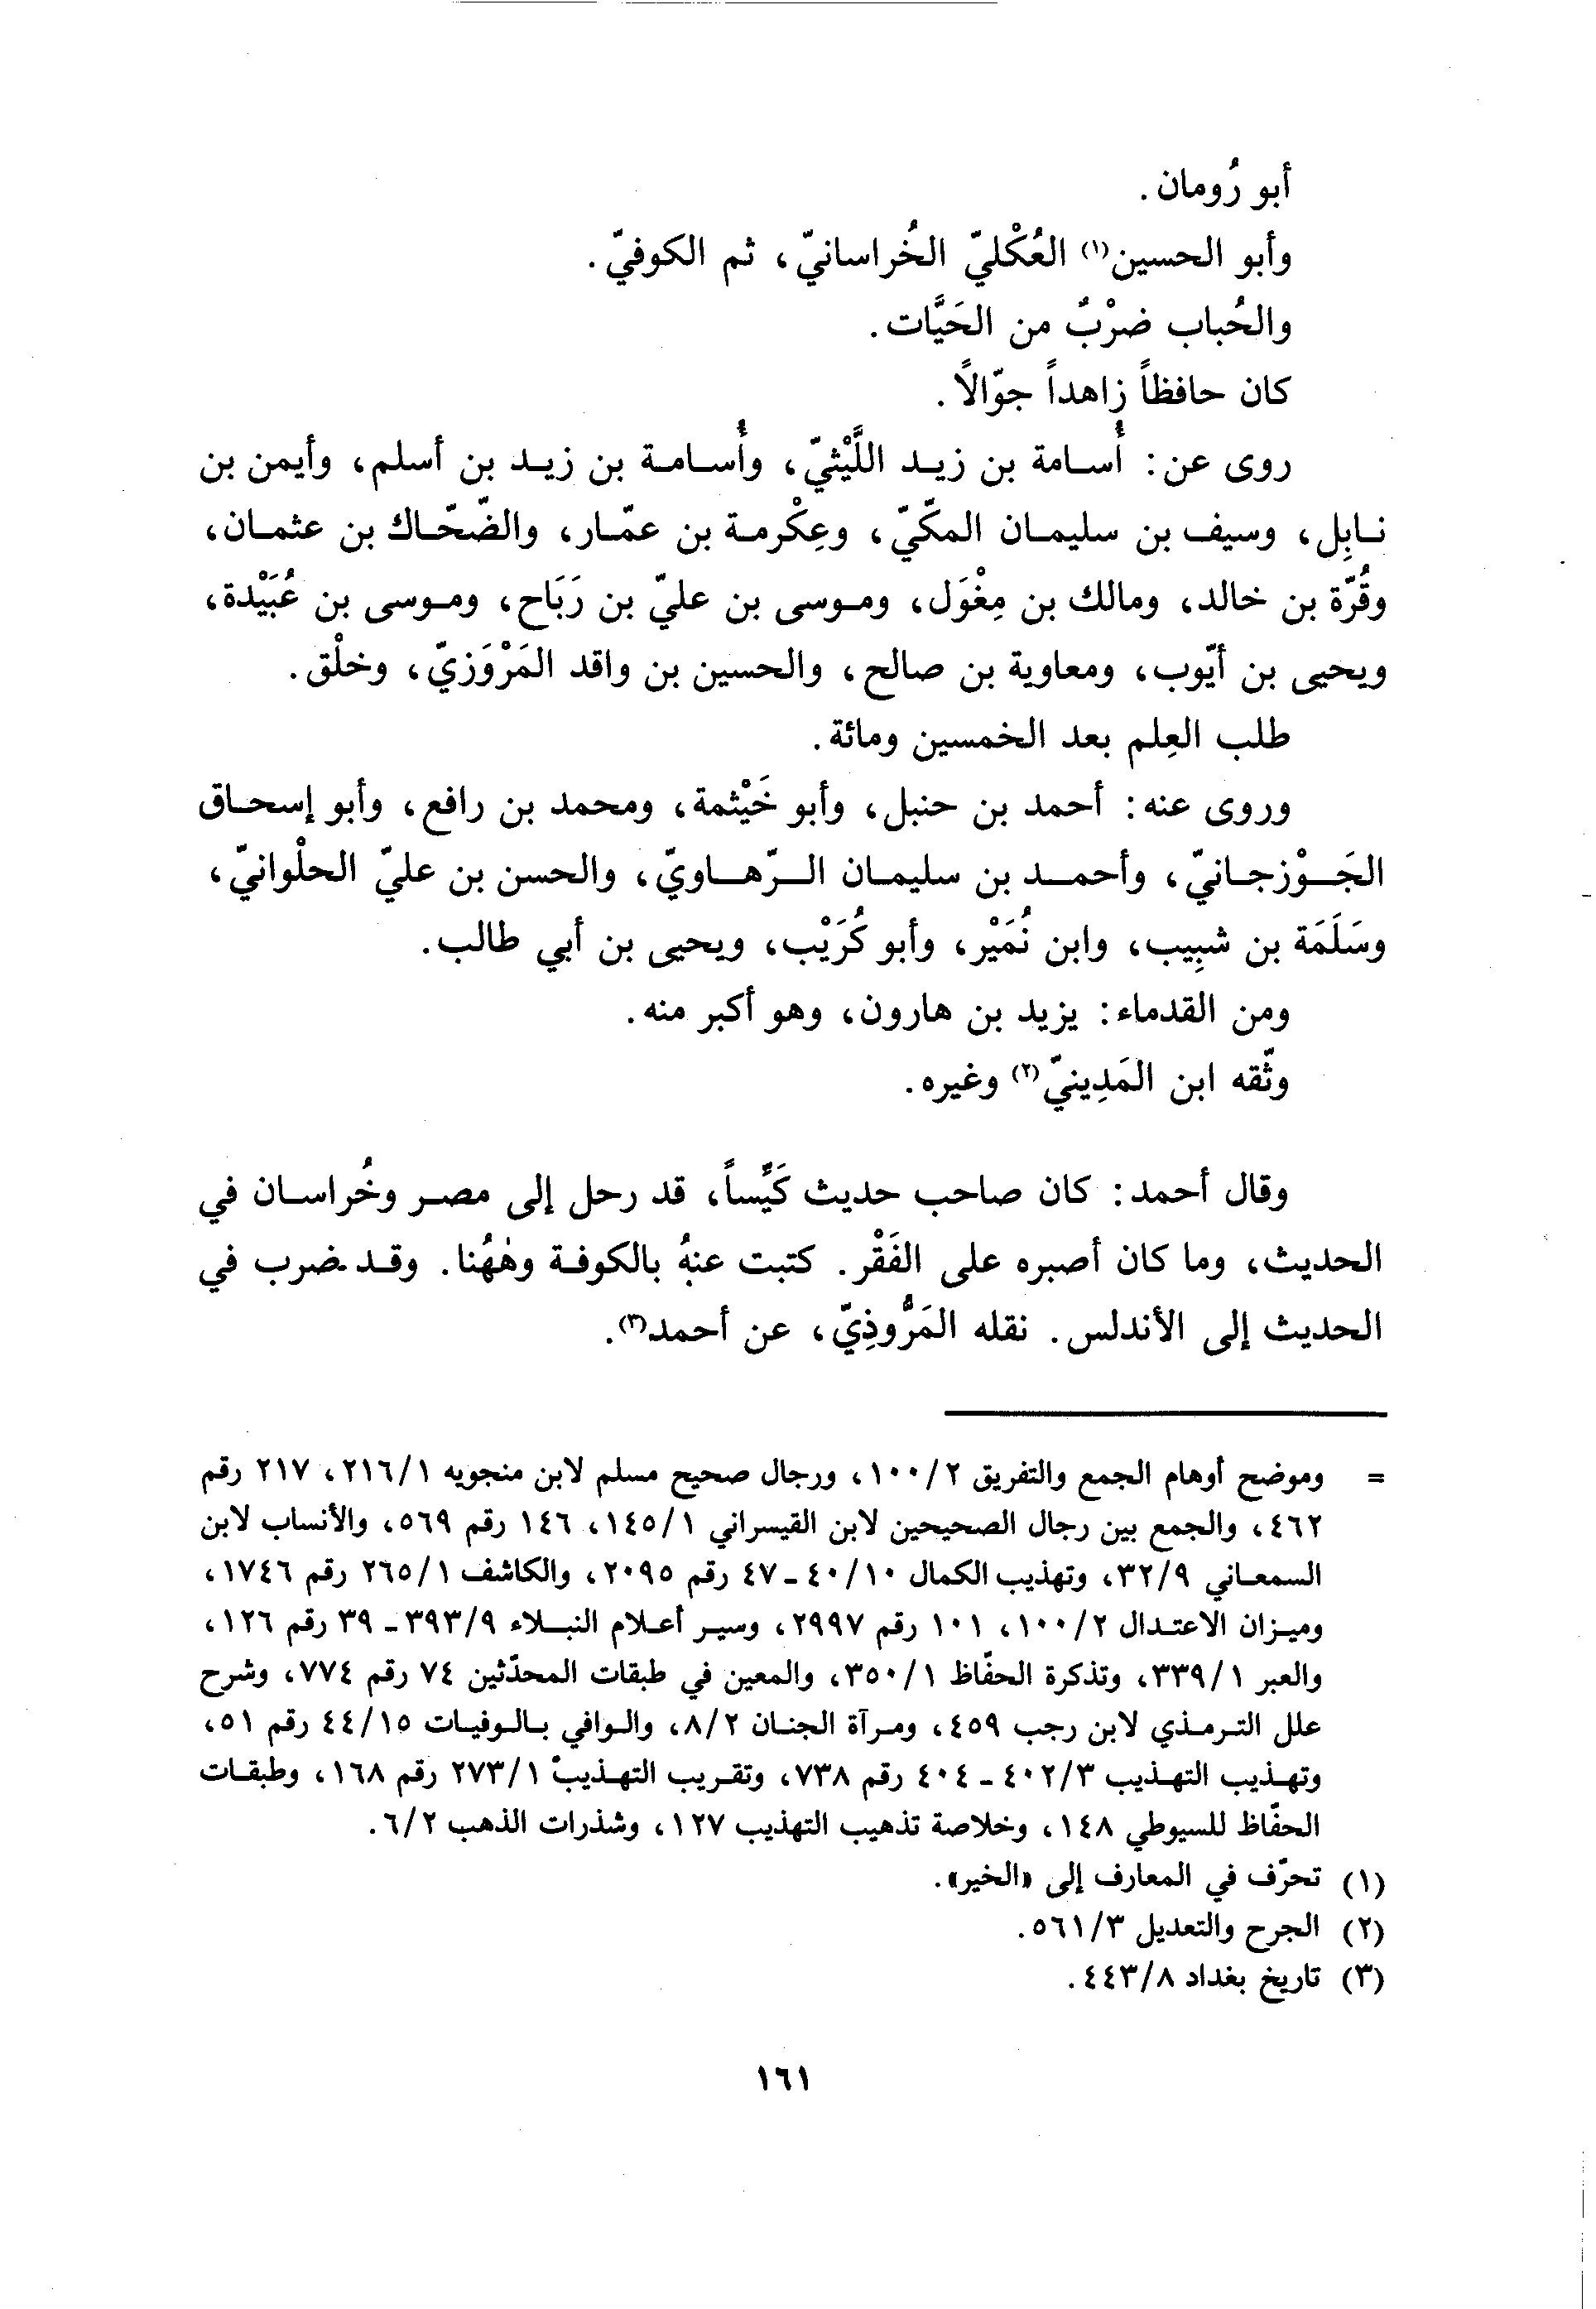 أبو رُومان.
وأبو الحسين(١) العُكْليّ الخُراسانيّ، ثم الكوفيّ.
والحُباب ضرْبٌ من الحَيَّات.
كان حافظاً زاهداً جوّالاً.
روى عن: أُسامة بن زيد اللَّيْثيّ، وأُسامة بن زيد بن أسلم، وأيمن بن
نابِل، وسيف بن سليمان المكّيّ، وعِكْرمة بن عمّار، والضّحّاك بن عثمان،
وقُرّة بن خالد، ومالك بن مِغْوَل، وموسى بن عليّ بن رَبَاح، وموسى بن عُبَيْدة،
ويحيى بن أيّوب، ومعاوية بن صالح، والحسين بن واقد المَرْوَزيّ، وخلْق.
طلب العِلم بعد الخمسين ومائة.
وروى عنه: أحمد بن حنبل، وأبو خَيْثمة، ومحمد بن رافع، وأبو إسحاق
الجَوْزجانيّ، وأحمد بن سليمان الرّهاويّ، والحسن بن عليّ الحلْوانيّ،
وسَلَمَة بن شبِيب، وابن نُمَيْر، وأبو كُرَيْب، ويحيى بن أبي طالب.
ومن القدماء: يزيد بن هارون، وهو أكبر منه.
وثّقه ابن المَدِينيّ(٢) وغيره.
وقال أحمد: كان صاحب حديث كَيِّساً، قد رحل إلى مصر وخُراسان في
الحديث، وما كان أصبره على الفَقْر. كتبت عنهُ بالكوفة وهٰهُنا. وقد ضرب في
الحديث إلى الأندلس. نقله المَرُّوذِيّ، عن أحمد(٣).
= وموضح أوهام الجمع والتفريق ١٠٠/٢، ورجال صحيح مسلم لابن منجويه ٢١٦/١، ٢١٧ رقم
٤٦٢، والجمع بين رجال الصحيحين لابن القيسراني ١٤٥/١، ١٤٦ رقم ٥٦٩، والأنساب لابن
السمعاني ٣٢/٩، وتهذيب الكمال ٤٠/١٠ - ٤٧ رقم ٢٠٩٥، والكاشف ٢٦٥/١ رقم ١٧٤٦،
وميزان الاعتدال ١٠٠/٢، ١٠١ رقم ٢٩٩٧، وسير أعلام النبلاء ٣٩٣/٩ - ٣٩ رقم ١٢٦،
والعبر ٣٣٩/١، وتذكرة الحفّاظ ٣٥٠/١، والمعين في طبقات المحدّثين ٧٤ رقم ٧٧٤، وشرح
علل الترمذي لابن رجب ٤٥٩، ومرآة الجنان ٨/٢، والوافي بالوفيات ٤٤/١٥ رقم ٥١،
وتهذيب التهذيب ٤٠٢/٣ - ٤٠٤ رقم ٧٣٨، وتقريب التهذيب ٢٧٣/١ رقم ١٦٨، وطبقات
الحفّاظ للسيوطي ١٤٨، وخلاصة تذهيب التهذيب ١٢٧، وشذرات الذهب ٦/٢.
(١) تحرّف في المعارف إلى «الخير».
(٢) الجرح والتعديل ٥٦١/٣.
(٣) تاريخ بغداد ٤٤٣/٨.
١٦١